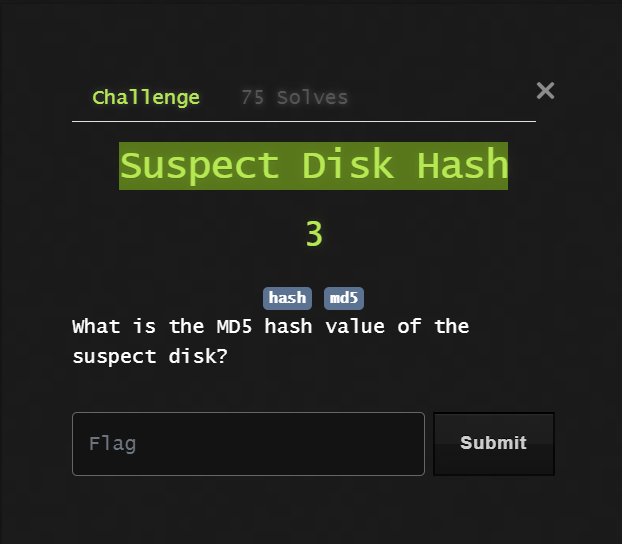 Challenge 75 Solves ×
Suspect Disk Hash
3
hash md5
What is the MD5 hash value of the
suspect disk?
Flag Submit